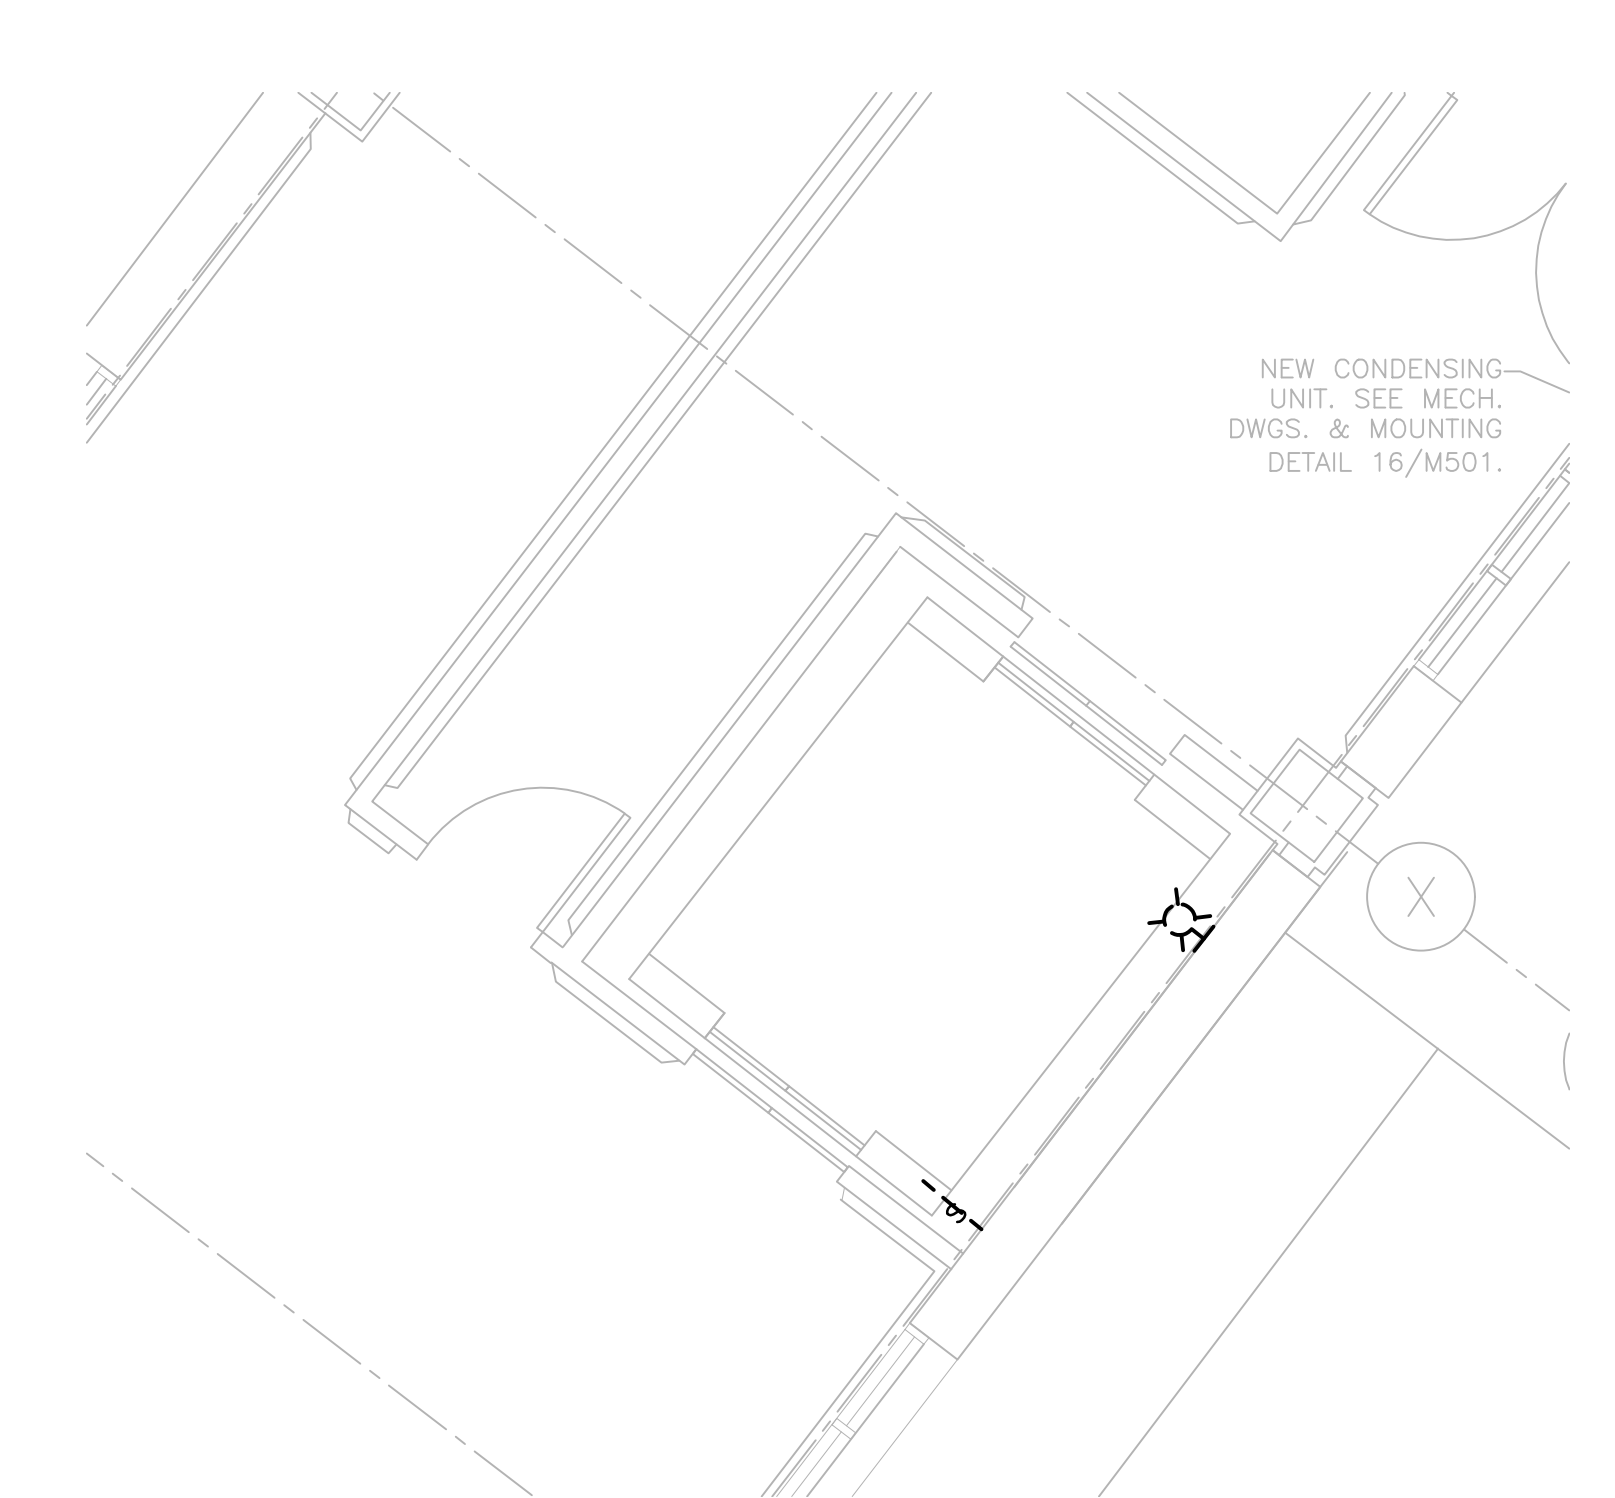 NEW CONDENSING
UNIT. SEE MECH.
DWGS. & MOUNTING
DETAIL 16/M501.
X
S